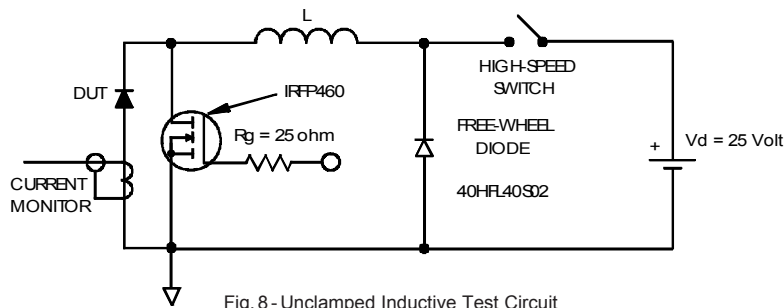 L
HIGH-SPEED
SWITCH
DUT
IRFP460
Rg = 25 ohm
FREE-WHEEL
DIODE
+
Vd = 25 Volt
CURRENT
MONITOR
40HFL40S02
Fig. 8 - Unclamped Inductive Test Circuit